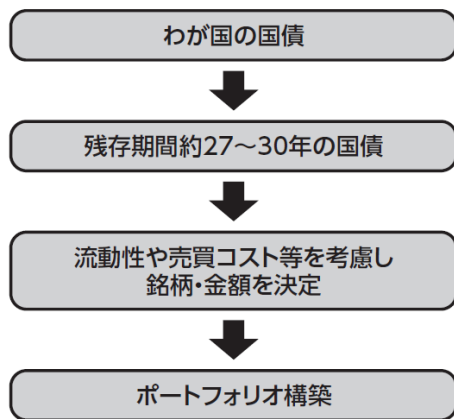 わが国の国債
残存期間約27〜30年の国債
流動性や売買コスト等を考慮し
銘柄・金額を決定
ポートフォリオ構築